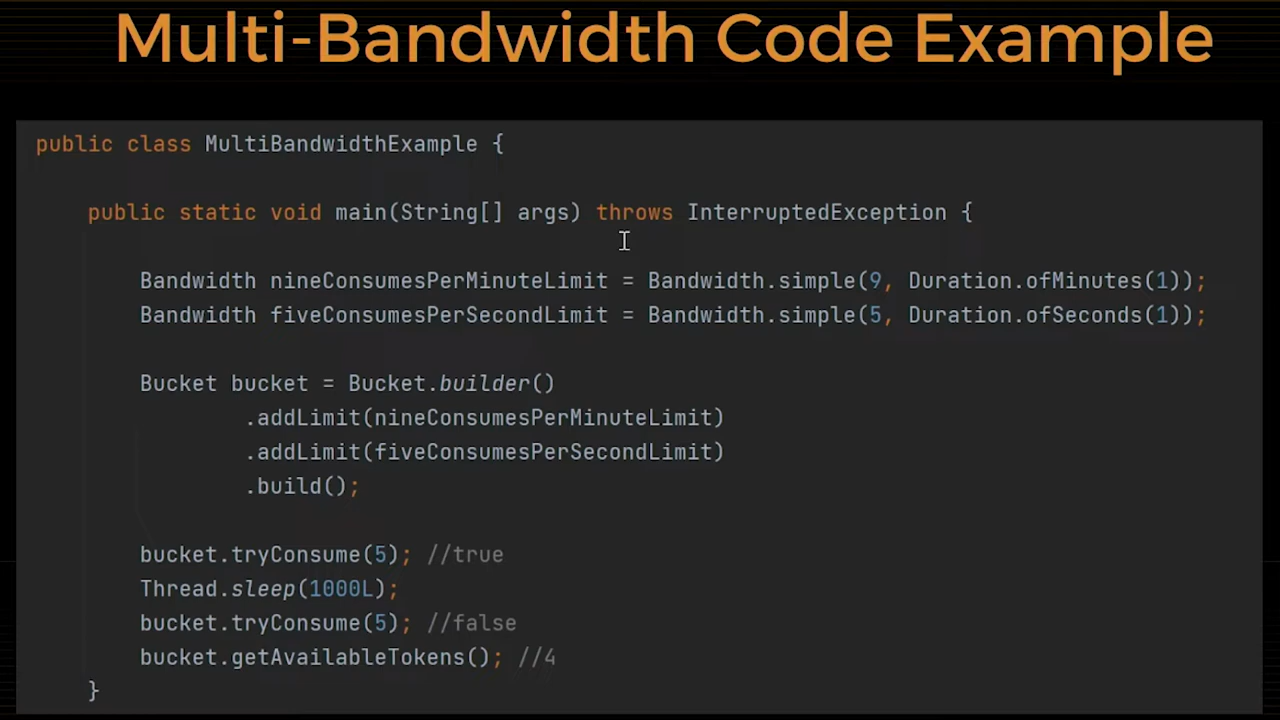 Multi-Bandwidth Code Example
public class MultiBandwidthExample {
public static void main(String[] args) throws InterruptedException {
Bandwidth nineConsumesPerMinuteLimit = Bandwidth.simple(9, Duration.ofMinutes(1));
Bandwidth fiveConsumesPerSecondLimit = Bandwidth.simple(5, Duration.ofSeconds(1));
Bucket bucket = Bucket.builder()
.addLimit(nineConsumesPerMinuteLimit)
.addLimit(fiveConsumesPerSecondLimit)
.build();
bucket.tryConsume(5); //true
Thread.sleep(1000L);
bucket.tryConsume(5); //false
bucket.getAvailableTokens(); //4
}